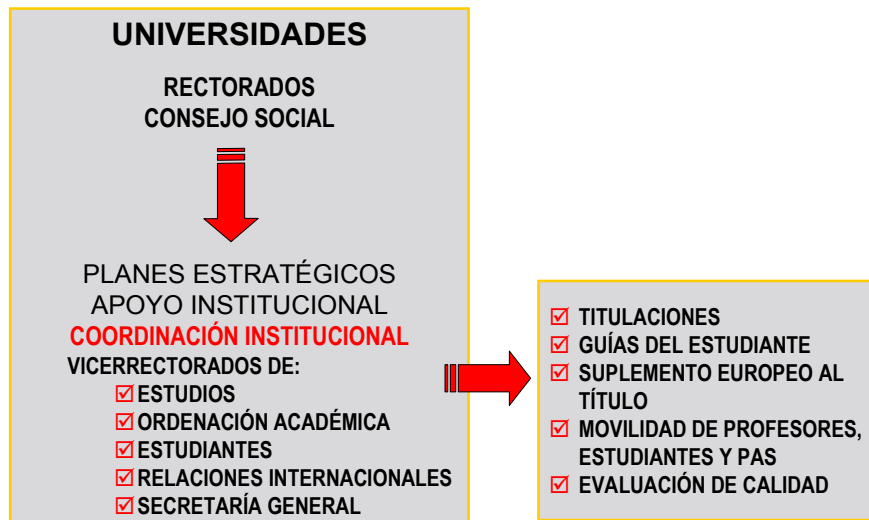 UNIVERSIDADES
RECTORADOS
CONSEJO SOCIAL
PLANES ESTRATÉGICOS
APOYO INSTITUCIONAL
COORDINACIÓN INSTITUCIONAL
VICERRECTORADOS DE:
ESTUDIOS
ORDENACIÓN ACADÉMICA
ESTUDIANTES
RELACIONES INTERNACIONALES
SECRETARÍA GENERAL
TITULACIONES
GUÍAS DEL ESTUDIANTE
SUPLEMENTO EUROPEO AL
TÍTULO
MOVILIDAD DE PROFESORES,
ESTUDIANTES Y PAS
EVALUACIÓN DE CALIDAD